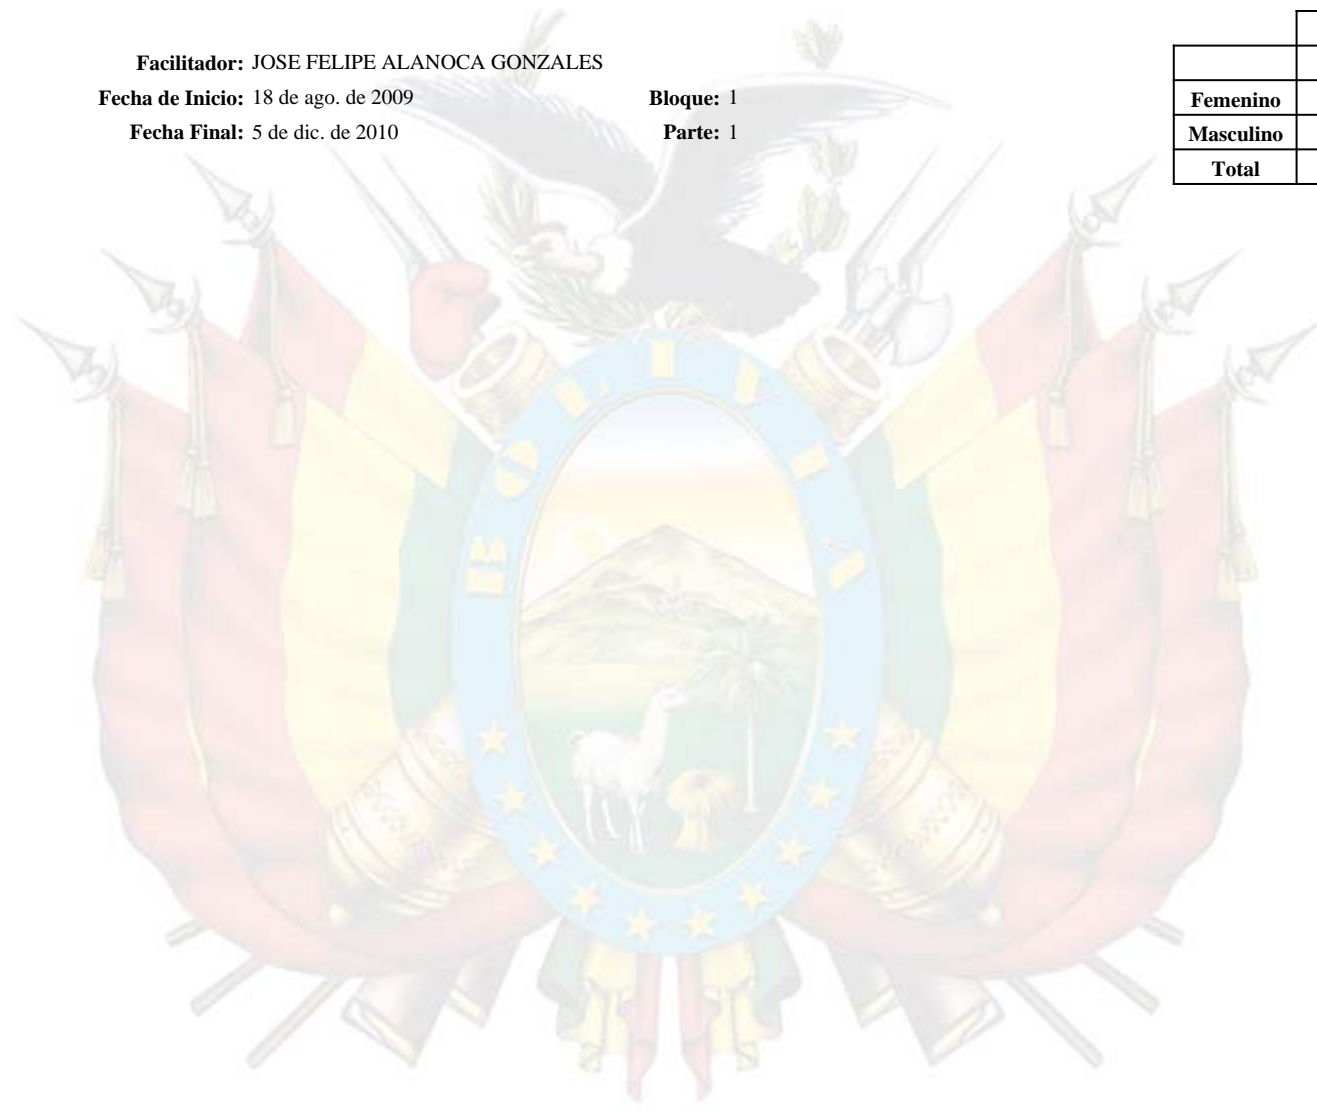 Facilitador: JOSE FELIPE ALANOCA GONZALES
Fecha de Inicio: 18 de ago. de 2009 Bloque: 1
Fecha Final: 5 de dic. de 2010 Parte: 1
Femenino
Masculino
Total
BOLIVIA